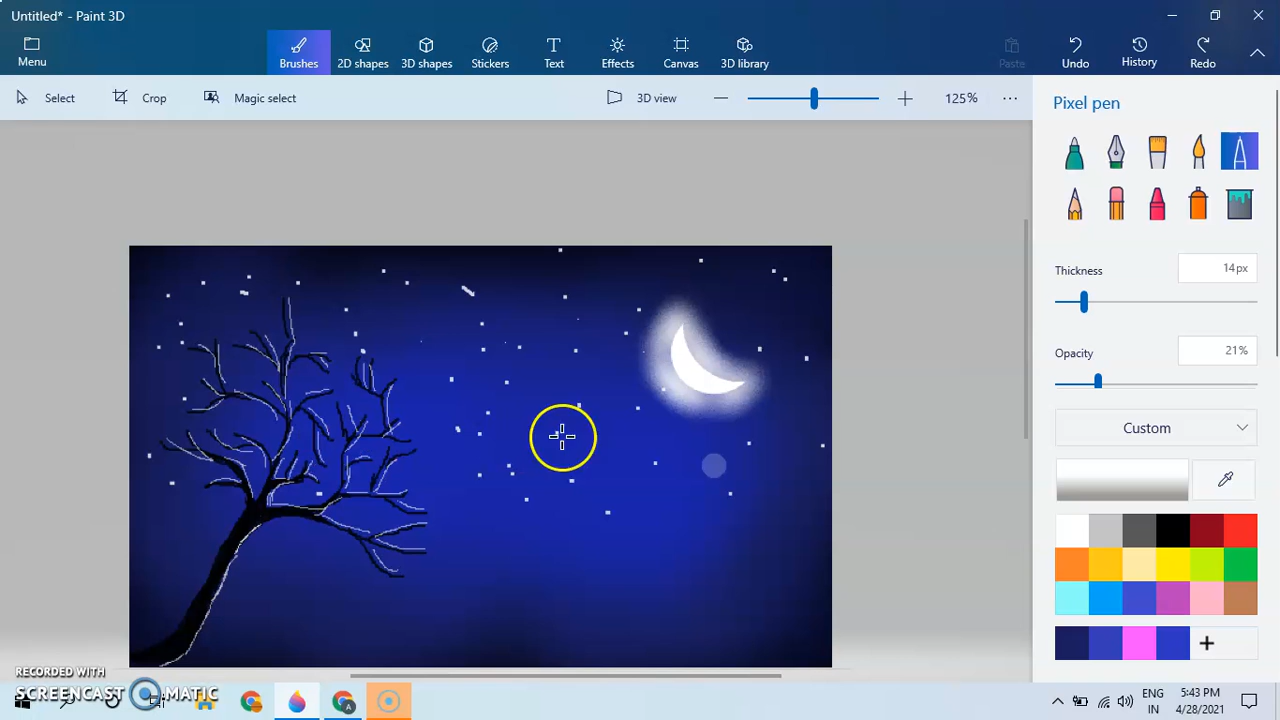 Untitled* - Paint 3D
Menu
Brushes
2D shapes
3D shapes
Stickers
Text
Effects
Canvas
3D library
Paste
Undo
History
Redo
Select
Crop
Magic select
3D view
125%
Pixel pen
Thickness
14px
Opacity
21%
Custom
RECORDED WITH
SCREENCAST MATIC
ENG
IN
5:43 PM
4/28/2021